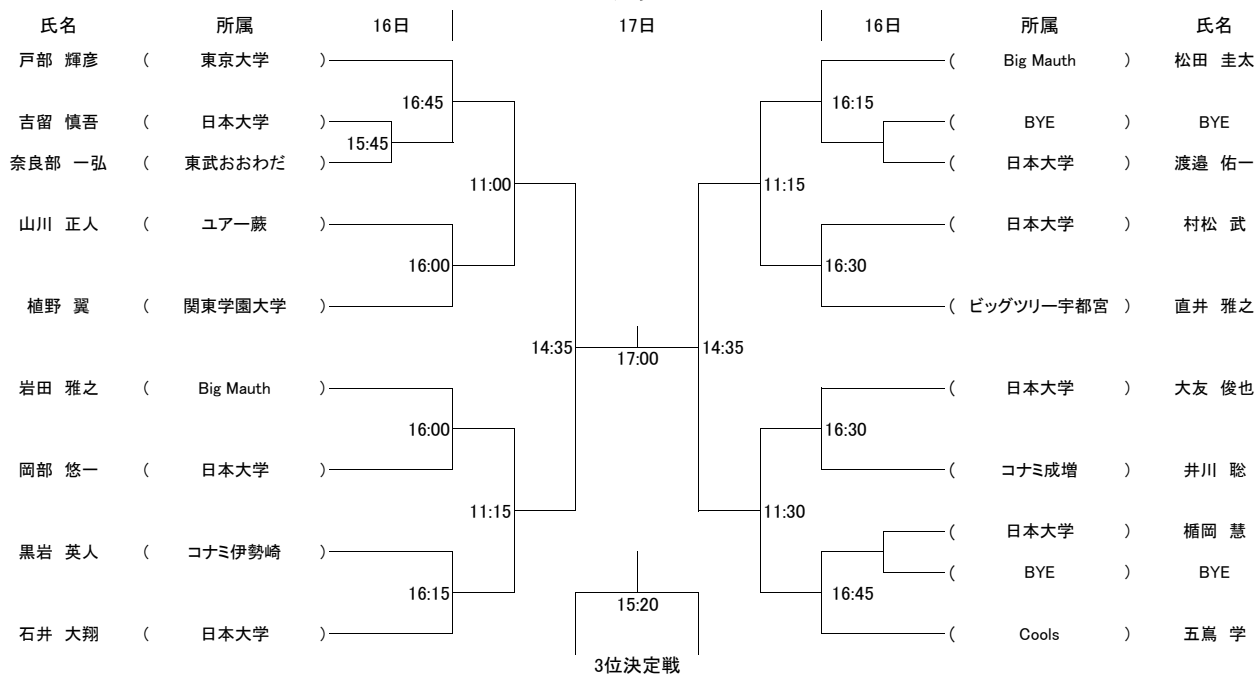 氏名 所属 16日 17日 16日 所属 氏名
戸部 輝彦 ( 東京大学 ) ( Big Mauth ) 松田 圭太
16:45 16:15
吉留 慎吾 ( 日本大学 ) ( BYE ) BYE
15:45
奈良部 一弘 ( 東武おおわだ ) ( 日本大学 ) 渡邉 佑一
11:00 11:15
山川 正人 ( ユアー蕨 ) ( 日本大学 ) 村松 武
16:00 16:30
植野 翼 ( 関東学園大学 ) ( ビッグツリー宇都宮 ) 直井 雅之
14:35 17:00 14:35
岩田 雅之 ( Big Mauth ) ( 日本大学 ) 大友 俊也
16:00 16:30
岡部 悠一 ( 日本大学 ) ( コナミ成増 ) 井川 聡
11:15 11:30
( 日本大学 ) 楯岡 慧
黒岩 英人 ( コナミ伊勢崎 )
( BYE ) BYE
16:15 15:20 16:45
石井 大翔 ( 日本大学 ) ( Cools ) 五嶌 学
3位決定戦